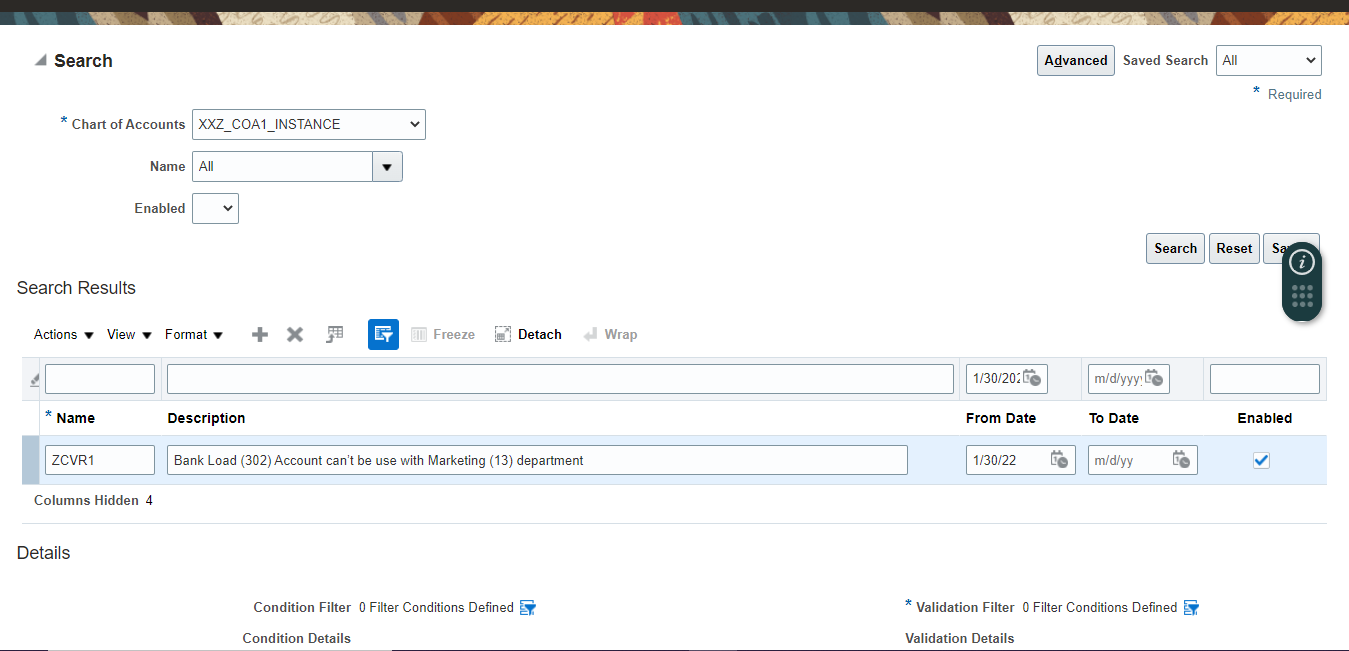 Search
Advanced Saved Search All
* Required
* Chart of Accounts XXZ_COA1_INSTANCE
Name All
Enabled
Search Reset
Search Results
Actions View Format Freeze Detach Wrap
1/30/202 m/d/yyyy
* Name Description From Date To Date Enabled
ZCVR1 Bank Load (302) Account can't be use with Marketing (13) department 1/30/22 m/d/yy
Columns Hidden 4
Details
Condition Filter 0 Filter Conditions Defined * Validation Filter 0 Filter Conditions Defined
Condition Details Validation Details